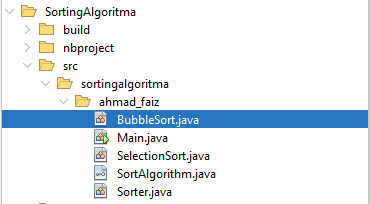 SortingAlgoritma
build
nbproject
src
sortingalgoritma
ahmad_faiz
BubbleSort.java
Main.java
SelectionSort.java
SortAlgorithm.java
Sorter.java